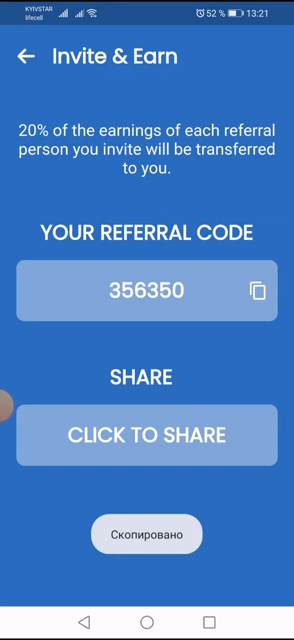 KYIVSTAR
lifecell
52 % 13:21
Invite & Earn
20% of the earnings of each referral
person you invite will be transferred
to you.
YOUR REFERRAL CODE
356350
SHARE
CLICK TO SHARE
Скопировано